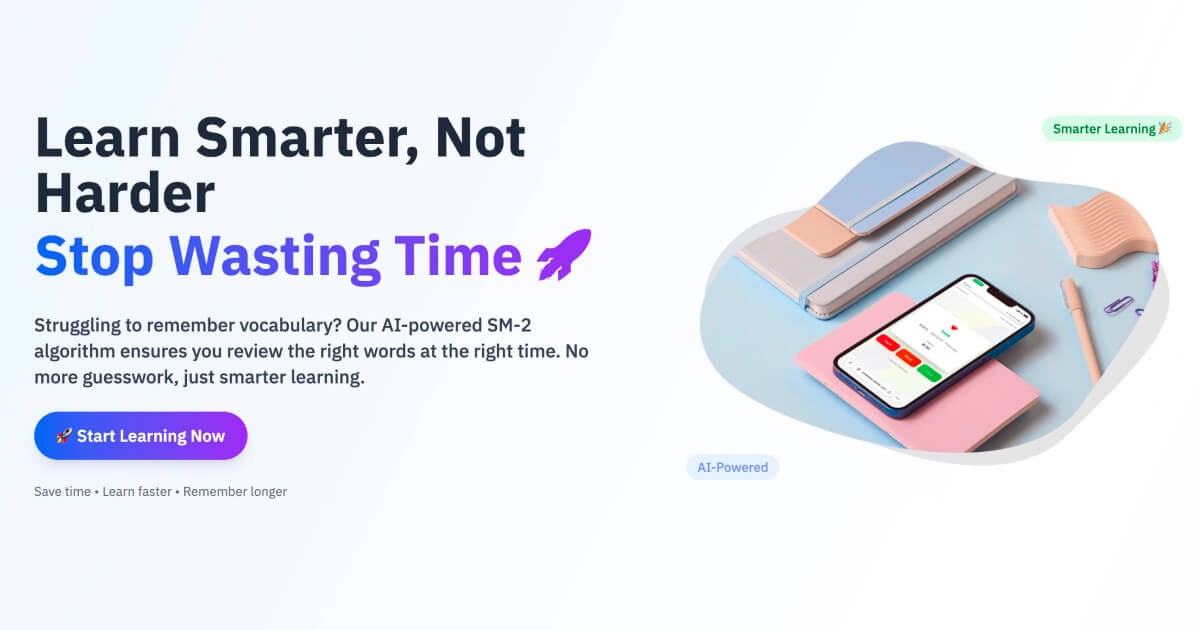 Learn Smarter, Not
Harder
Stop Wasting Time 🚀
Struggling to remember vocabulary? Our AI-powered SM-2
algorithm ensures you review the right words at the right time. No
more guesswork, just smarter learning.
🚀 Start Learning Now
Save time • Learn faster • Remember longer
Smarter Learning 🎉
AI-Powered